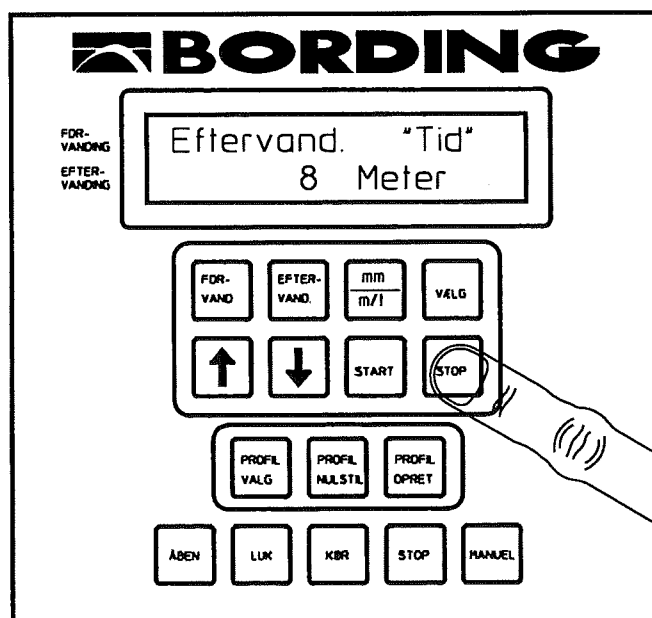 BORDING
FOR-
VANDING
EFTER-
VANDING
Eftervand. "Tid"
8 Meter
FOR-
VAND
EFTER-
VAND.
mm
m/t
VÆLG
START
STOP
PROFIL
VALG
PROFIL
NULSTIL
PROFIL
OPRET
ÅBEN
LUK
KØR
STOP
MANUEL